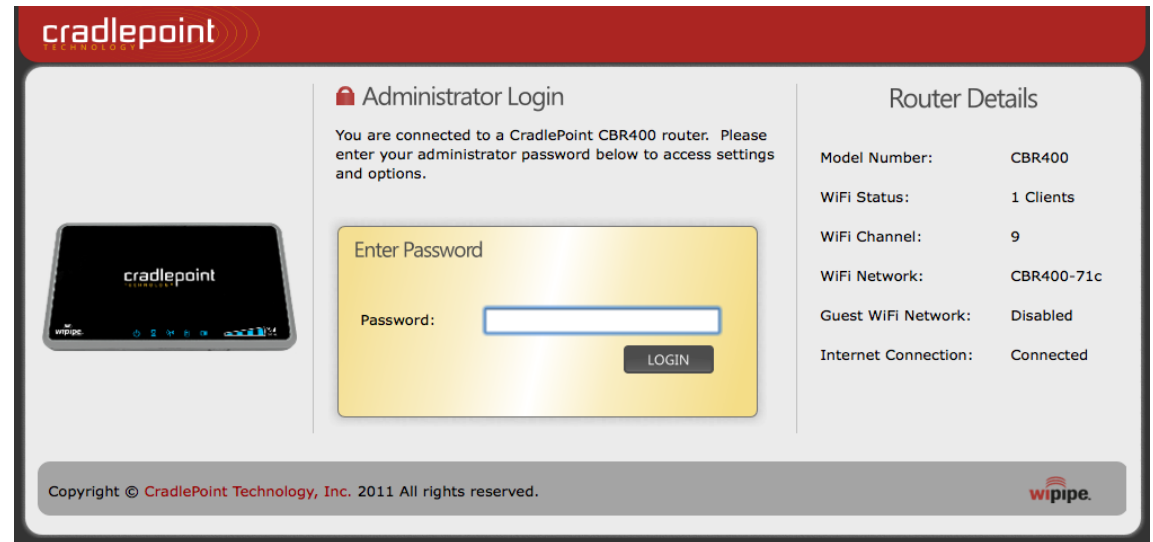 cradlepoint
TECHNOLOGY
Administrator Login
You are connected to a CradlePoint CBR400 router. Please
enter your administrator password below to access settings
and options.
cradlepoint
TECHNOLOGY
wipipe.
Enter Password
Password:
LOGIN
Router Details
Model Number: CBR400
WiFi Status: 1 Clients
WiFi Channel: 9
WiFi Network: CBR400-71c
Guest WiFi Network: Disabled
Internet Connection: Connected
Copyright © CradlePoint Technology, Inc. 2011 All rights reserved.
wipipe.